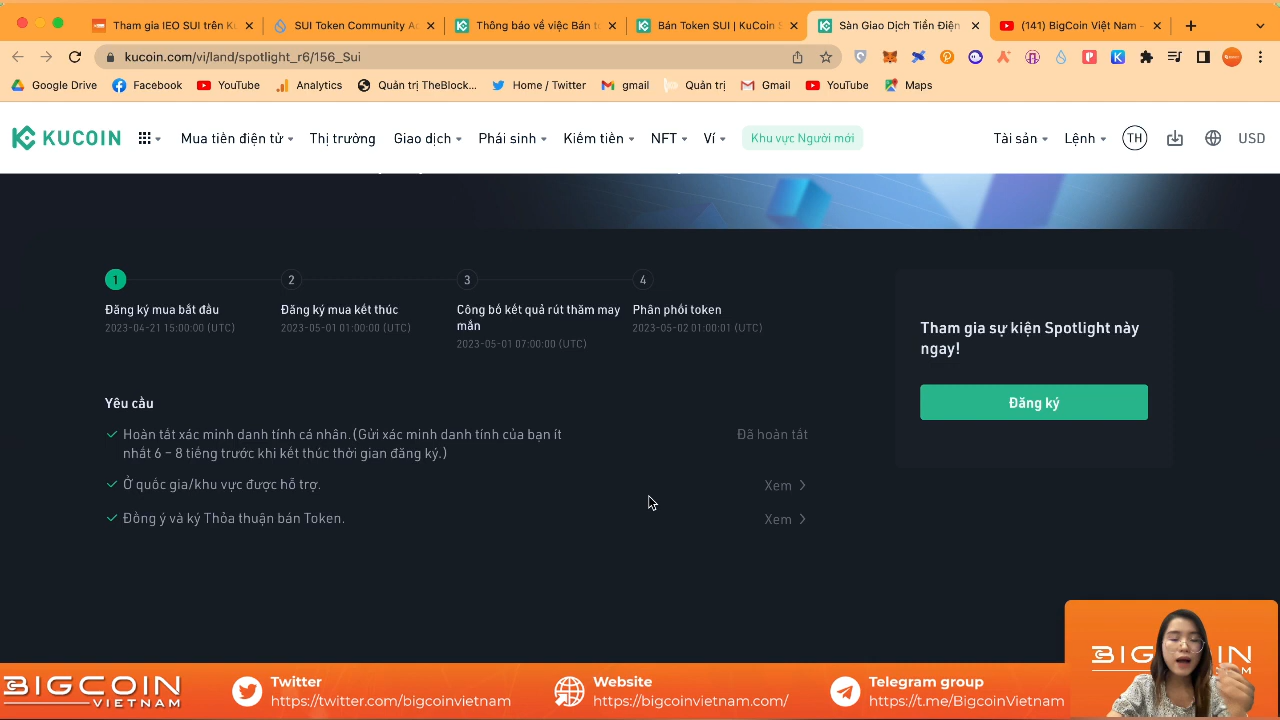 Tham gia IEO SUI trên Ku
SUI Token Community Ac
Thông báo về việc Bán t
Bán Token SUI | KuCoin S
Sàn Giao Dịch Tiền Điện
(141) BigCoin Việt Nam -
kucoin.com/vi/land/spotlight_r6/156_Sui
Google Drive
Facebook
YouTube
Analytics
Quản trị TheBlock...
Home / Twitter
gmail
Quản trị
Gmail
YouTube
Maps
KUCOIN
Mua tiền điện tử
Thị trường
Giao dịch
Phái sinh
Kiếm tiền
NFT
Ví
Khu vực Người mới
Tài sản
Lệnh
TH
USD
1
2
3
4
Đăng ký mua bắt đầu
2023-04-21 15:00:00 (UTC)
Đăng ký mua kết thúc
2023-05-01 01:00:00 (UTC)
Công bố kết quả rút thăm may
mắn
2023-05-01 07:00:00 (UTC)
Phân phối token
2023-05-02 01:00:01 (UTC)
Tham gia sự kiện Spotlight này
ngay!
Đăng ký
Yêu cầu
Hoàn tất xác minh danh tính cá nhân.(Gửi xác minh danh tính của bạn ít
nhất 6 – 8 tiếng trước khi kết thúc thời gian đăng ký.)
Đã hoàn tất
Ở quốc gia/khu vực được hỗ trợ.
Xem
Đồng ý và ký Thỏa thuận bán Token.
Xem
BIGCOIN
VIETNAM
Twitter
https://twitter.com/bigcoinvietnam
Website
https://bigcoinvietnam.com/
Telegram group
https://t.me/BigcoinVietnam